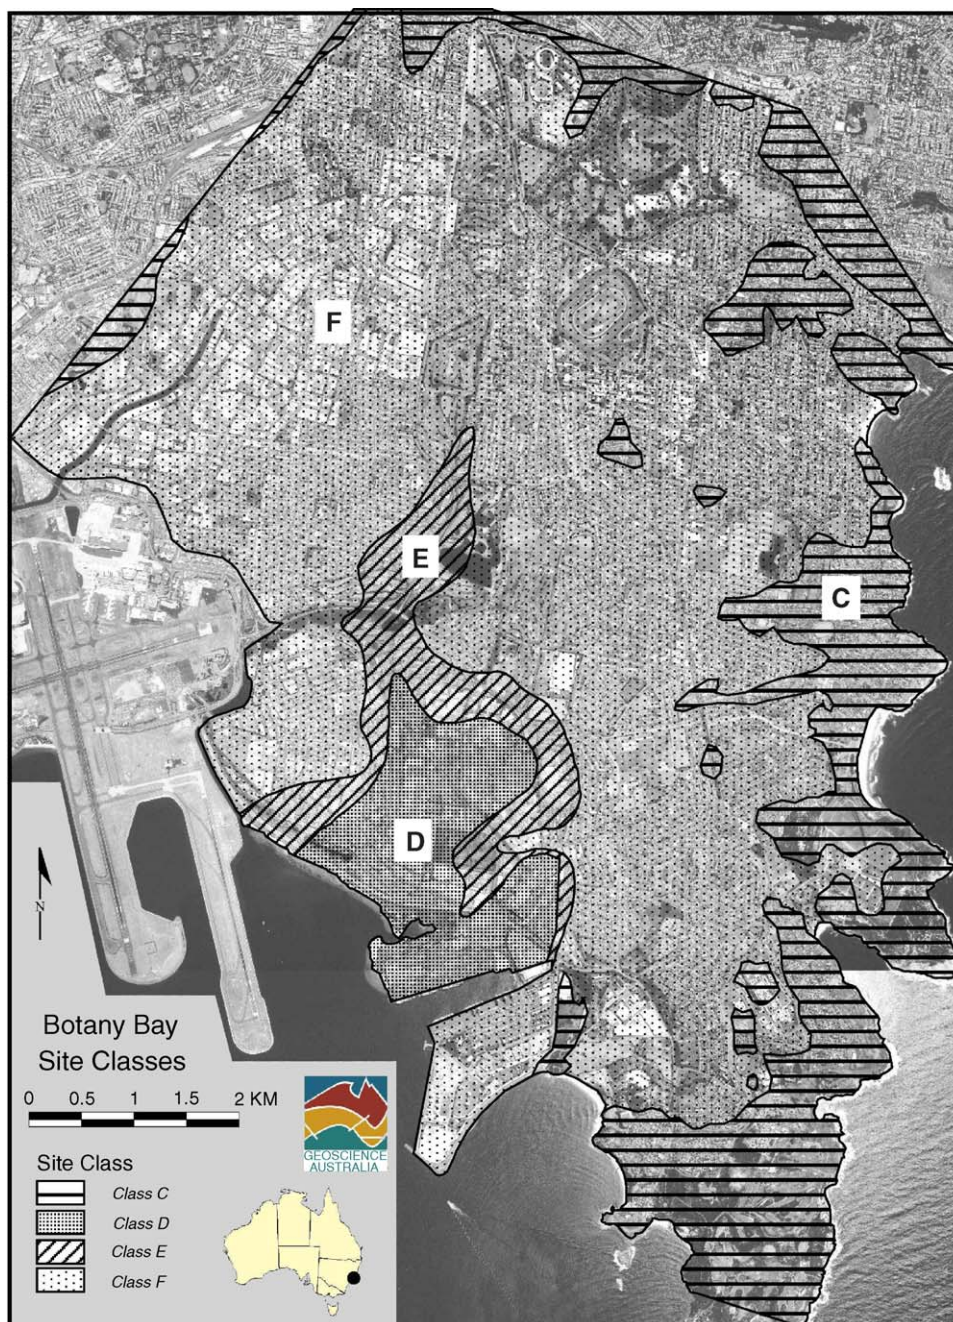 F
E
C
D
N
Botany Bay
Site Classes
0 0.5 1 1.5 2 KM
GEOSCIENCE
AUSTRALIA
Site Class
Class C
Class D
Class E
Class F